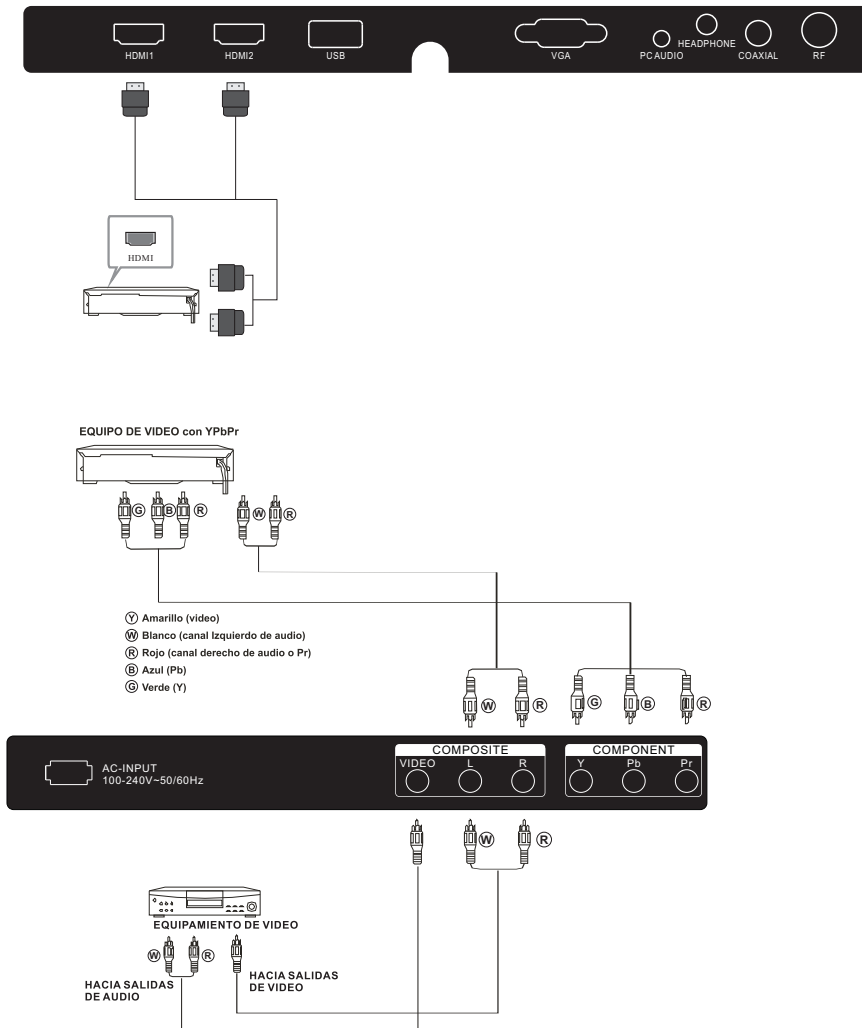 HDMI1 HDMI2 USB VGA PC AUDIO HEADPHONE COAXIAL RF
HDMI
EQUIPO DE VIDEO con YPbPr
G B R W R
Y Amarillo (video)
W Blanco (canal Izquierdo de audio)
R Rojo (canal derecho de audio o Pr)
B Azul (Pb)
G Verde (Y)
W R G B R
COMPOSITE COMPONENT
VIDEO L R Y Pb Pr
AC-INPUT
100-240V~50/60Hz
W R
EQUIPAMIENTO DE VIDEO
W R
HACIA SALIDAS
DE AUDIO
HACIA SALIDAS
DE VIDEO